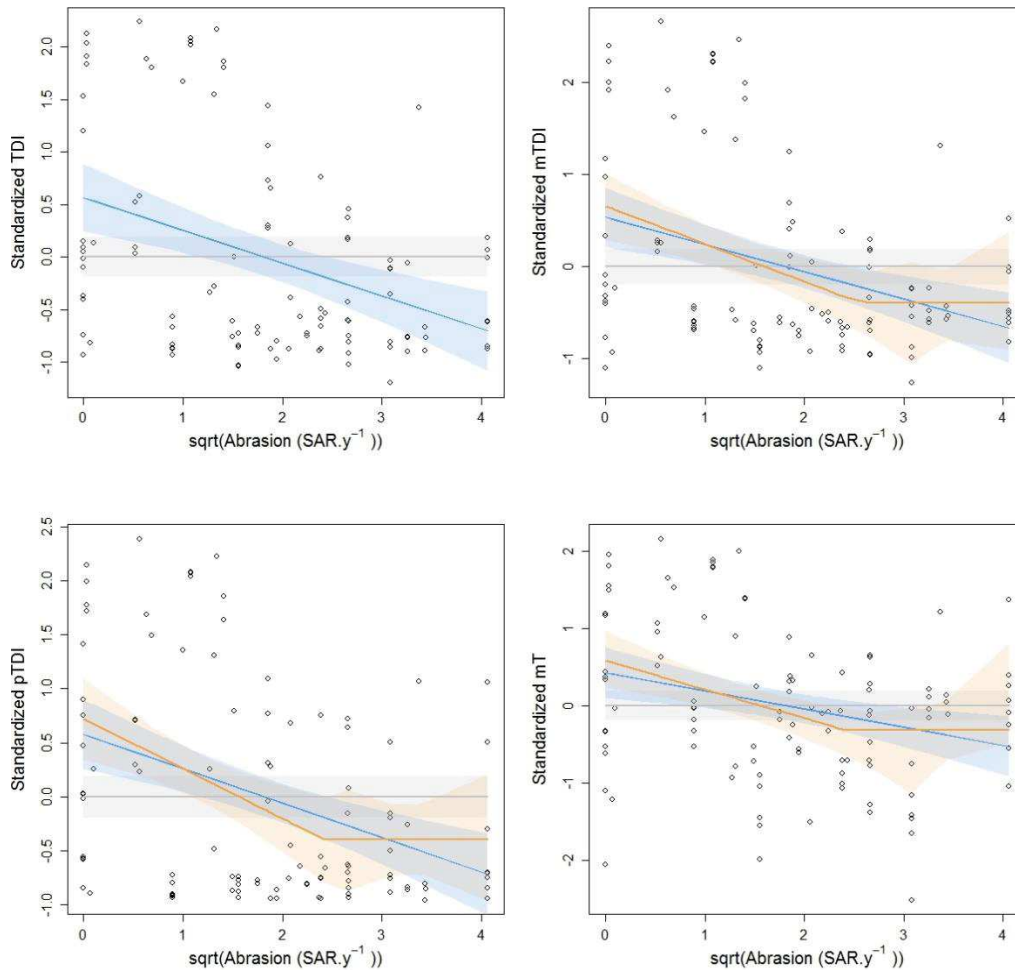 Standardized TDI
2.0
1.5
1.0
0.5
0.0
-0.5
-1.0
0 1 2 3 4
sqrt(Abrasion (SAR.y⁻¹ ))
Standardized mTDI
2
1
0
-1
0 1 2 3 4
sqrt(Abrasion (SAR.y⁻¹ ))
Standardized pTDI
2.5
2.0
1.5
1.0
0.5
0.0
-0.5
-1.0
0 1 2 3 4
sqrt(Abrasion (SAR.y⁻¹ ))
Standardized mT
2
1
0
-1
-2
0 1 2 3 4
sqrt(Abrasion (SAR.y⁻¹ ))